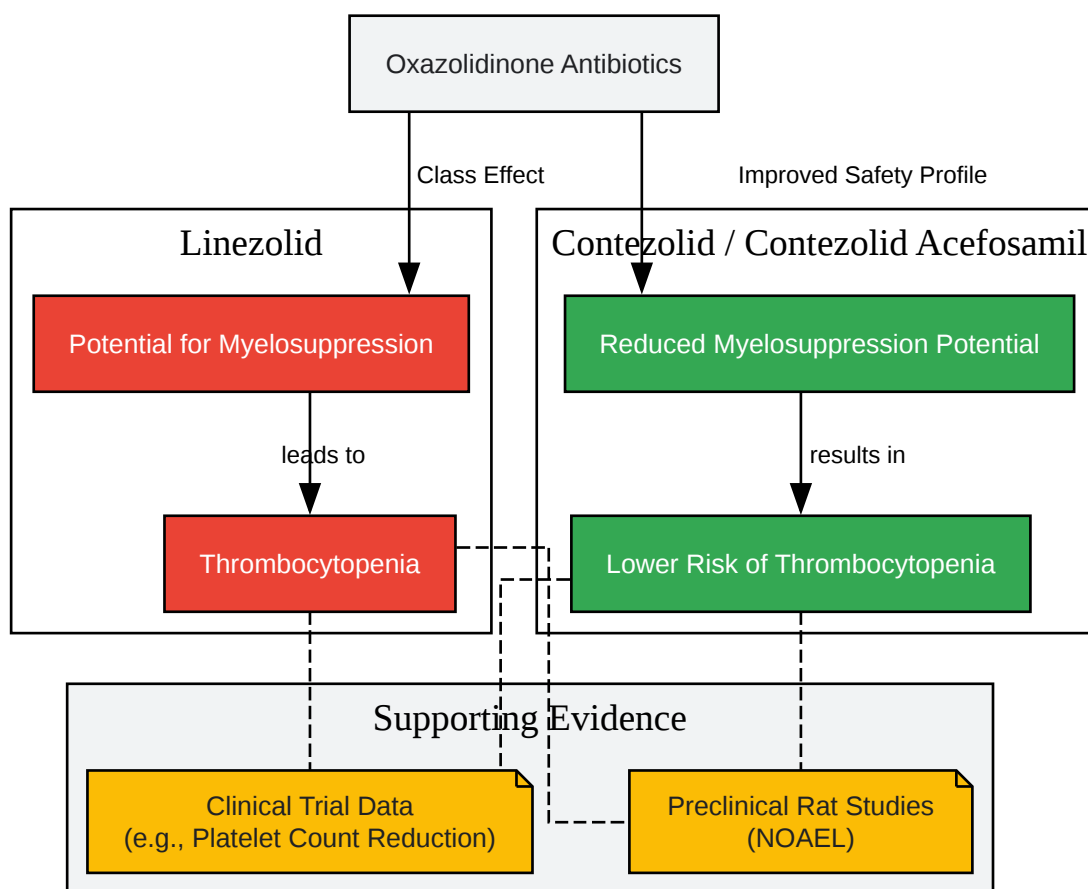 Oxazolidinone Antibiotics
Class Effect
Improved Safety Profile
Linezolid
Contezolid / Contezolid Acefosamil
Potential for Myelosuppression
Reduced Myelosuppression Potential
leads to
results in
Thrombocytopenia
Lower Risk of Thrombocytopenia
Supporting Evidence
Clinical Trial Data
(e.g., Platelet Count Reduction)
Preclinical Rat Studies
(NOAEL)